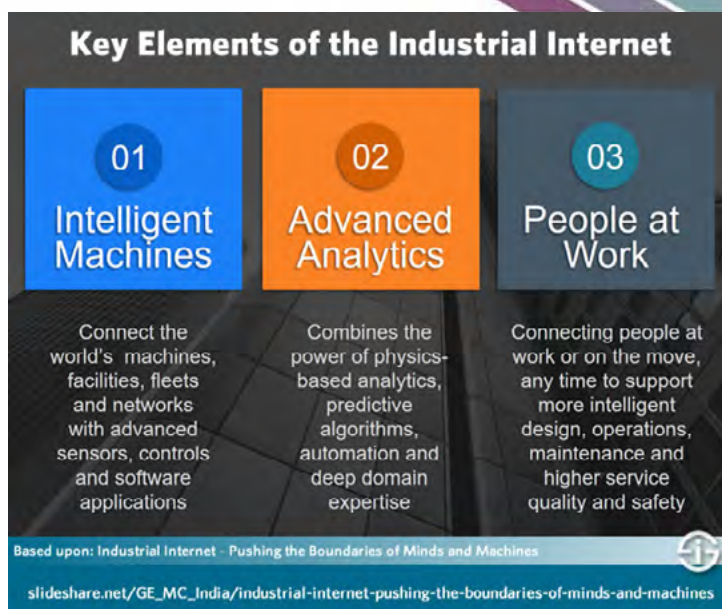 Key Elements of the Industrial Internet
01
Intelligent
Machines
Connect the
world's machines,
facilities, fleets
and networks
with advanced
sensors, controls
and software
applications
02
Advanced
Analytics
Combines the
power of physics-
based analytics,
predictive
algorithms,
automation and
deep domain
expertise
03
People at
Work
Connecting people at
work or on the move,
any time to support
more intelligent
design, operations,
maintenance and
higher service
quality and safety
Based upon: Industrial Internet - Pushing the Boundaries of Minds and Machines
slideshare.net/GE_MC_India/industrial-internet-pushing-the-boundaries-of-minds-and-machines